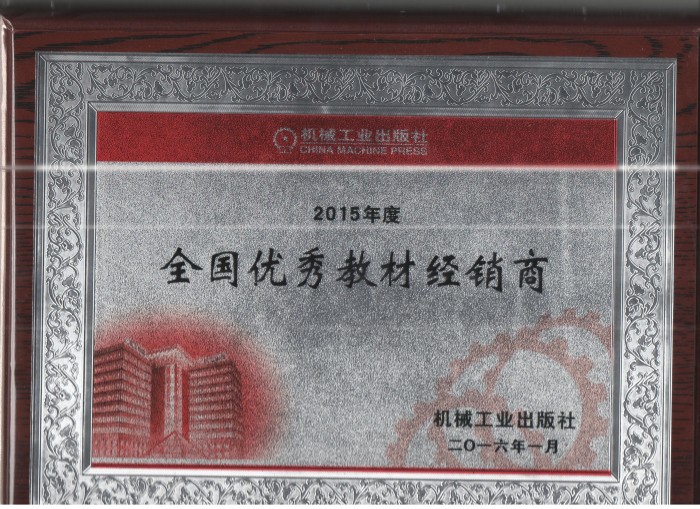 机械工业出版社
CHINA MACHINE PRESS
2015年度
全国优秀教材经销商
机械工业出版社
二〇一六年一月